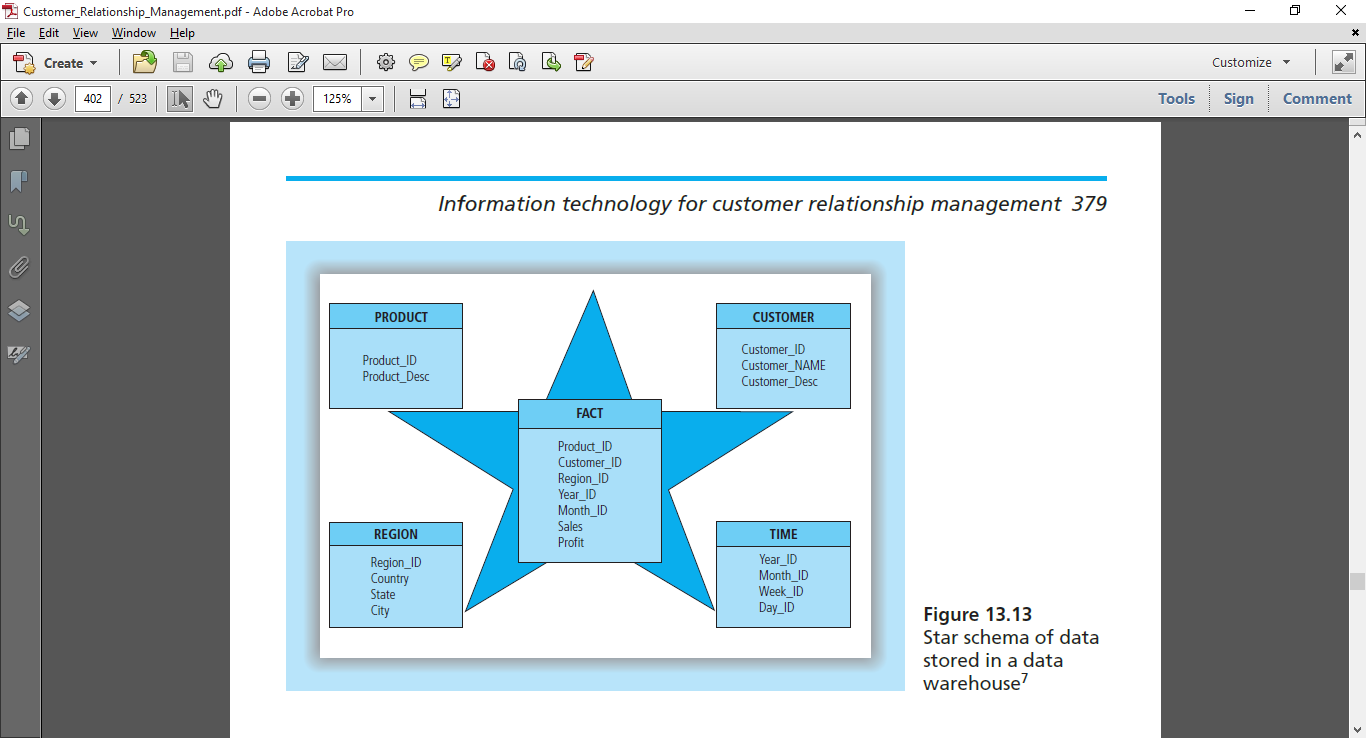 Customer_Relationship_Management.pdf - Adobe Acrobat Pro
File Edit View Window Help
Create
Customize
402 / 523
125%
Tools Sign Comment
Information technology for customer relationship management 379
PRODUCT
Product_ID
Product_Desc
CUSTOMER
Customer_ID
Customer_NAME
Customer_Desc
FACT
Product_ID
Customer_ID
Region_ID
Year_ID
Month_ID
Sales
Profit
REGION
Region_ID
Country
State
City
TIME
Year_ID
Month_ID
Week_ID
Day_ID
Figure 13.13
Star schema of data
stored in a data
warehouse7